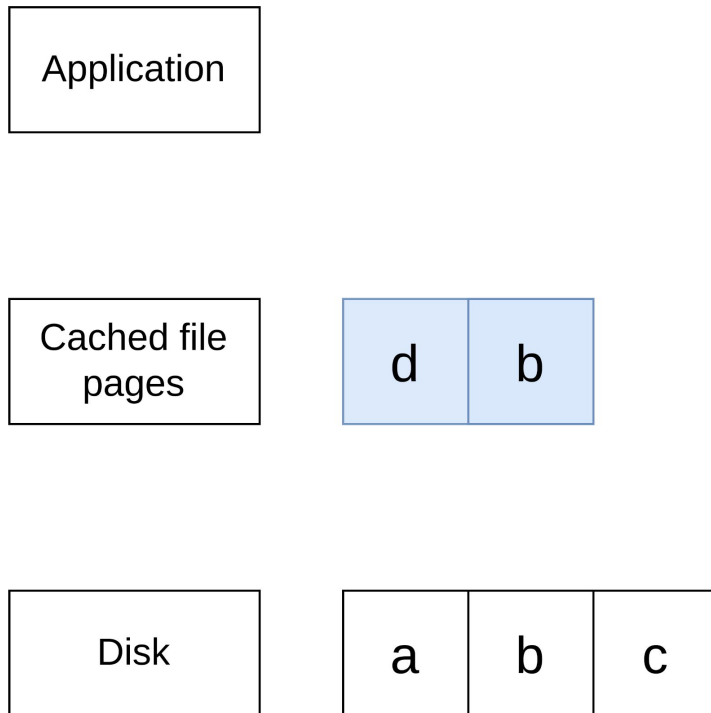 Application
Cached file
pages
d b
Disk
a b c